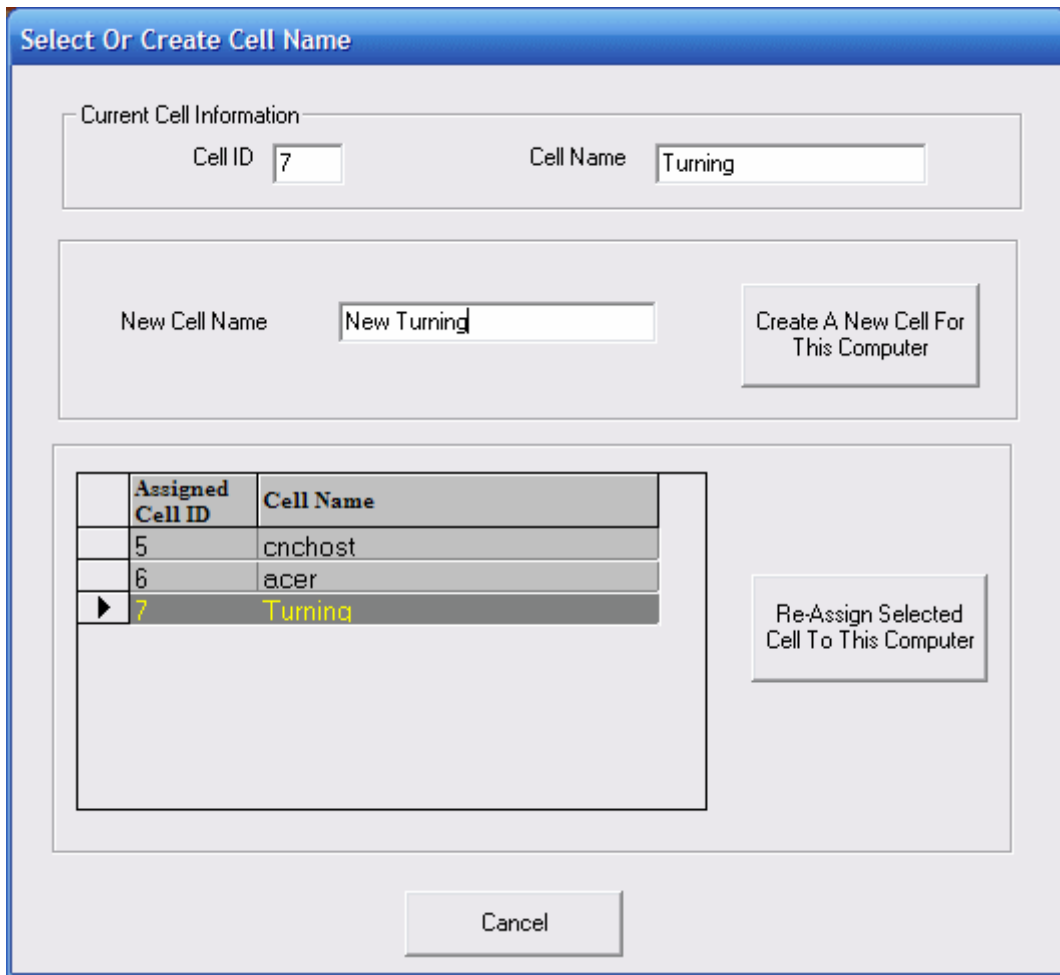 Select Or Create Cell Name
Current Cell Information
Cell ID 7 Cell Name Turning
New Cell Name New Turning Create A New Cell For
This Computer
Assigned
Cell ID Cell Name
5 cnchost
6 acer
7 Turning
Re-Assign Selected
Cell To This Computer
Cancel